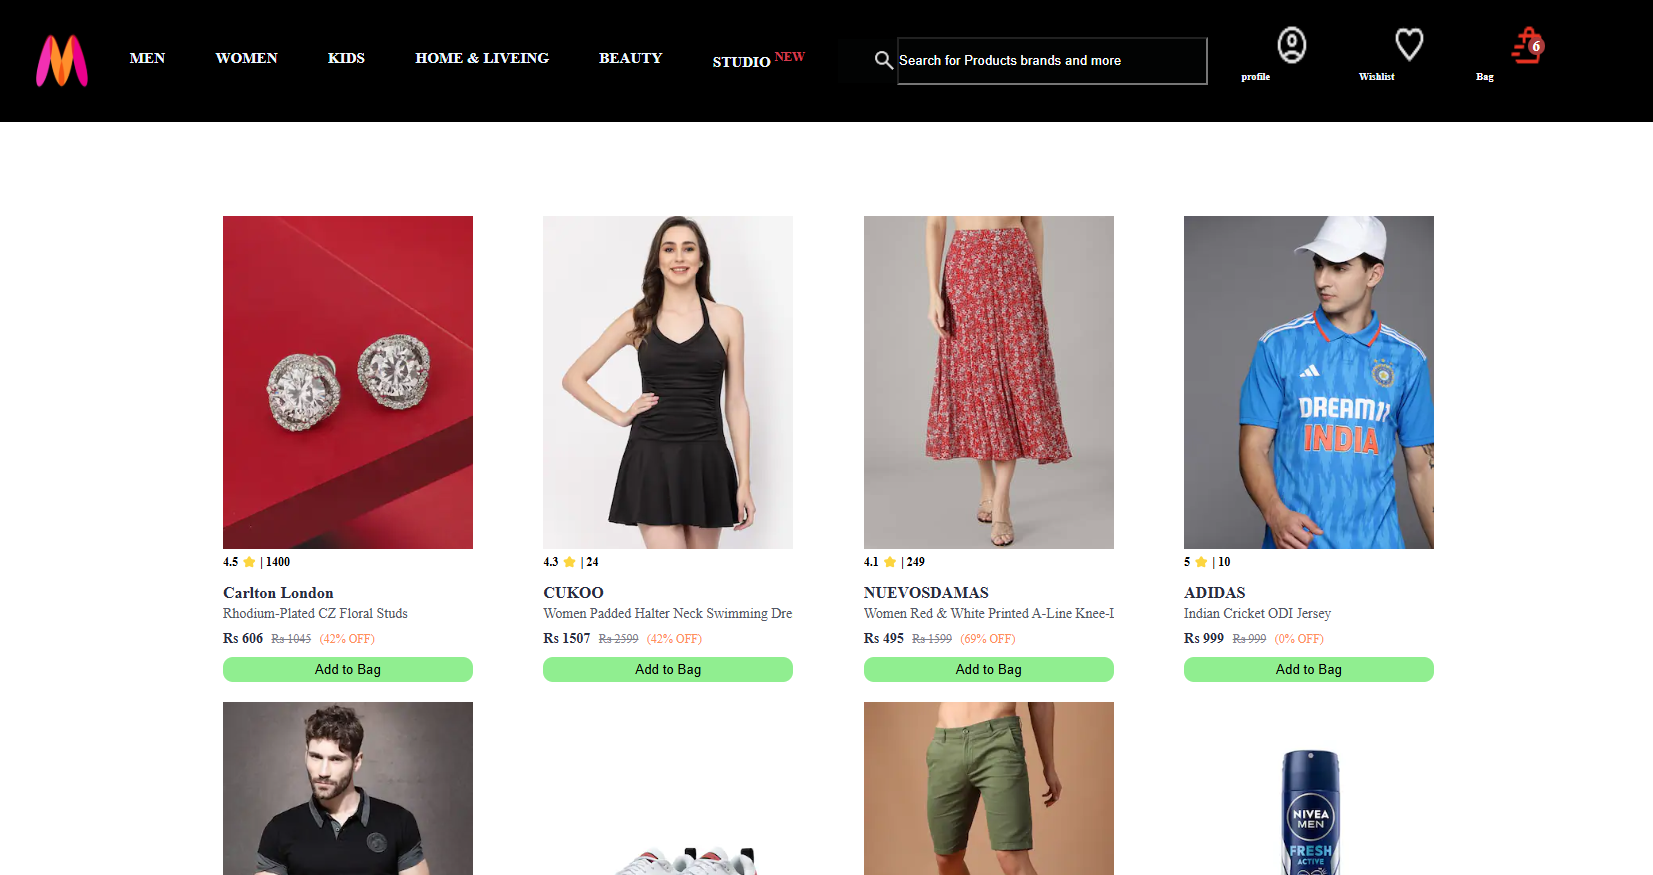 MEN WOMEN KIDS HOME & LIVEING BEAUTY STUDIO NEW Search for Products brands and more profile Wishlist Bag 6
DREAM11
INDIA
4.5 ⭐ | 1400
Carlton London
Rhodium-Plated CZ Floral Studs
Rs 606 Rs 1045 (42% OFF)
Add to Bag
4.3 ⭐ | 24
CUKOO
Women Padded Halter Neck Swimming Dre
Rs 1507 Rs 2599 (42% OFF)
Add to Bag
4.1 ⭐ | 249
NUEVOSDAMAS
Women Red & White Printed A-Line Knee-I
Rs 495 Rs 1599 (69% OFF)
Add to Bag
5 ⭐ | 10
ADIDAS
Indian Cricket ODI Jersey
Rs 999 Rs 999 (0% OFF)
Add to Bag
NIVEA
MEN
FRESH
ACTIVE